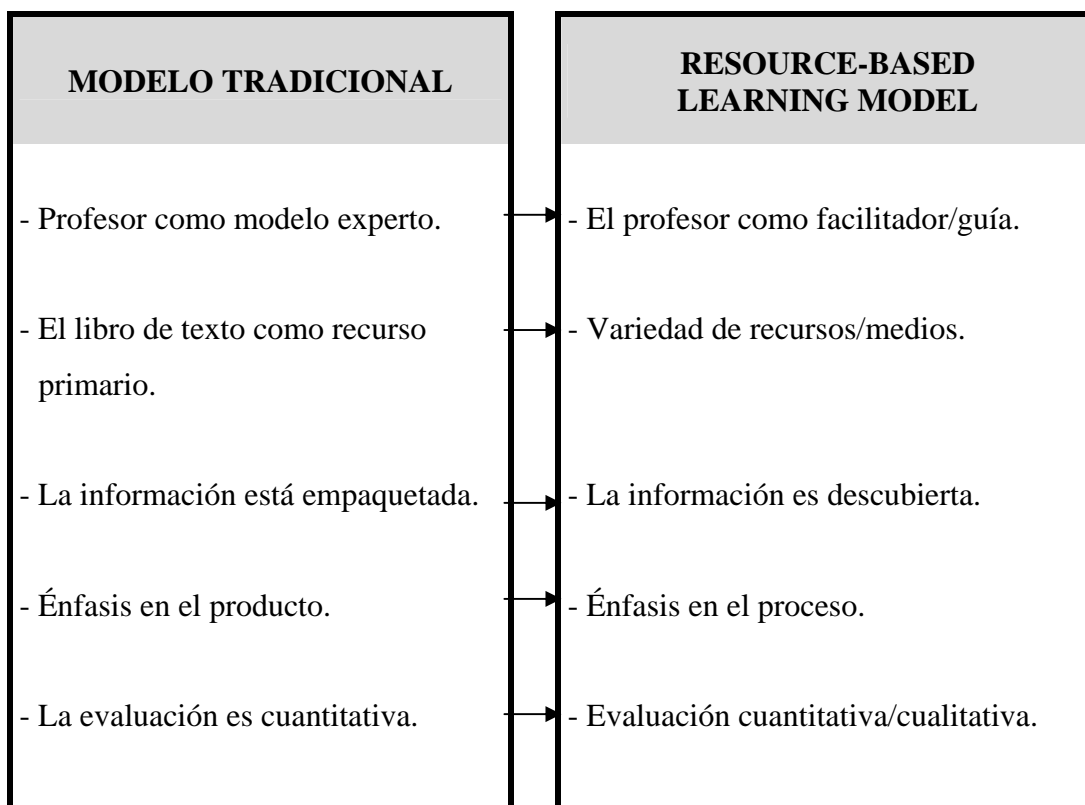 MODELO TRADICIONAL
- Profesor como modelo experto.
- El libro de texto como recurso
primario.
- La información está empaquetada.
- Énfasis en el producto.
- La evaluación es cuantitativa.
RESOURCE-BASED
LEARNING MODEL
- El profesor como facilitador/guía.
- Variedad de recursos/medios.
- La información es descubierta.
- Énfasis en el proceso.
- Evaluación cuantitativa/cualitativa.